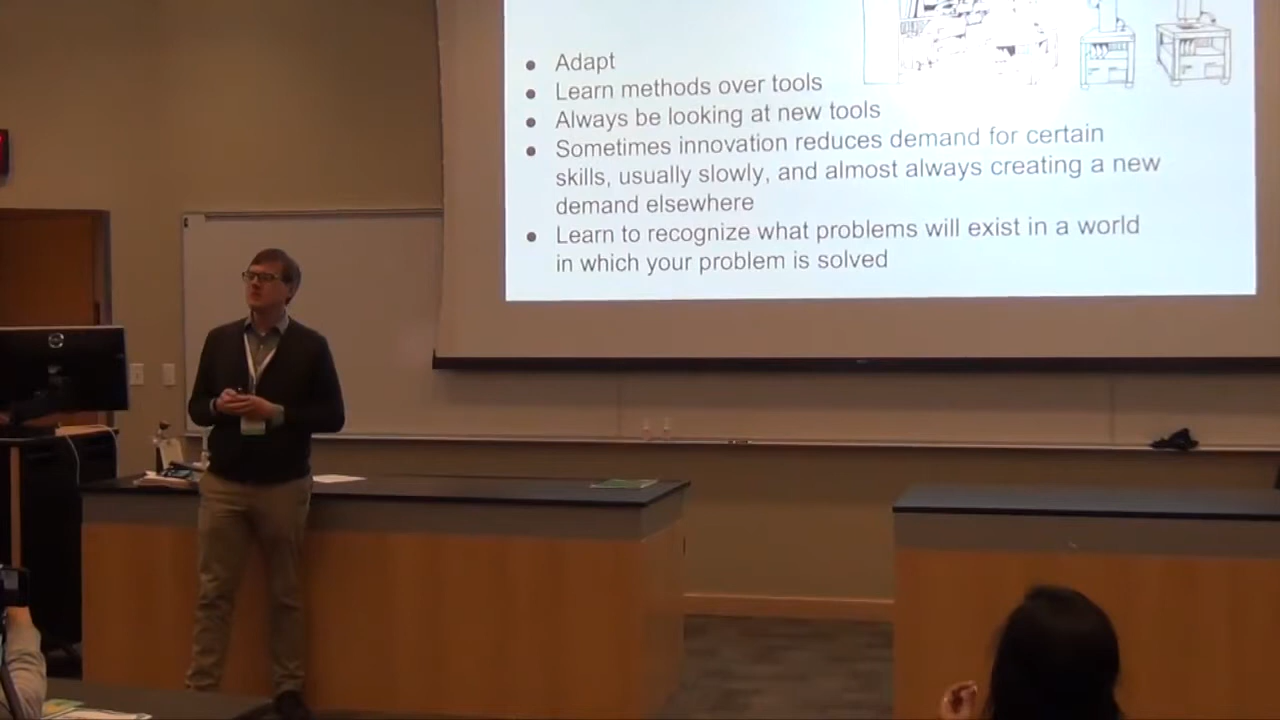 ● Adapt
● Learn methods over tools
● Always be looking at new tools
● Sometimes innovation reduces demand for certain
skills, usually slowly, and almost always creating a new
demand elsewhere
● Learn to recognize what problems will exist in a world
in which your problem is solved